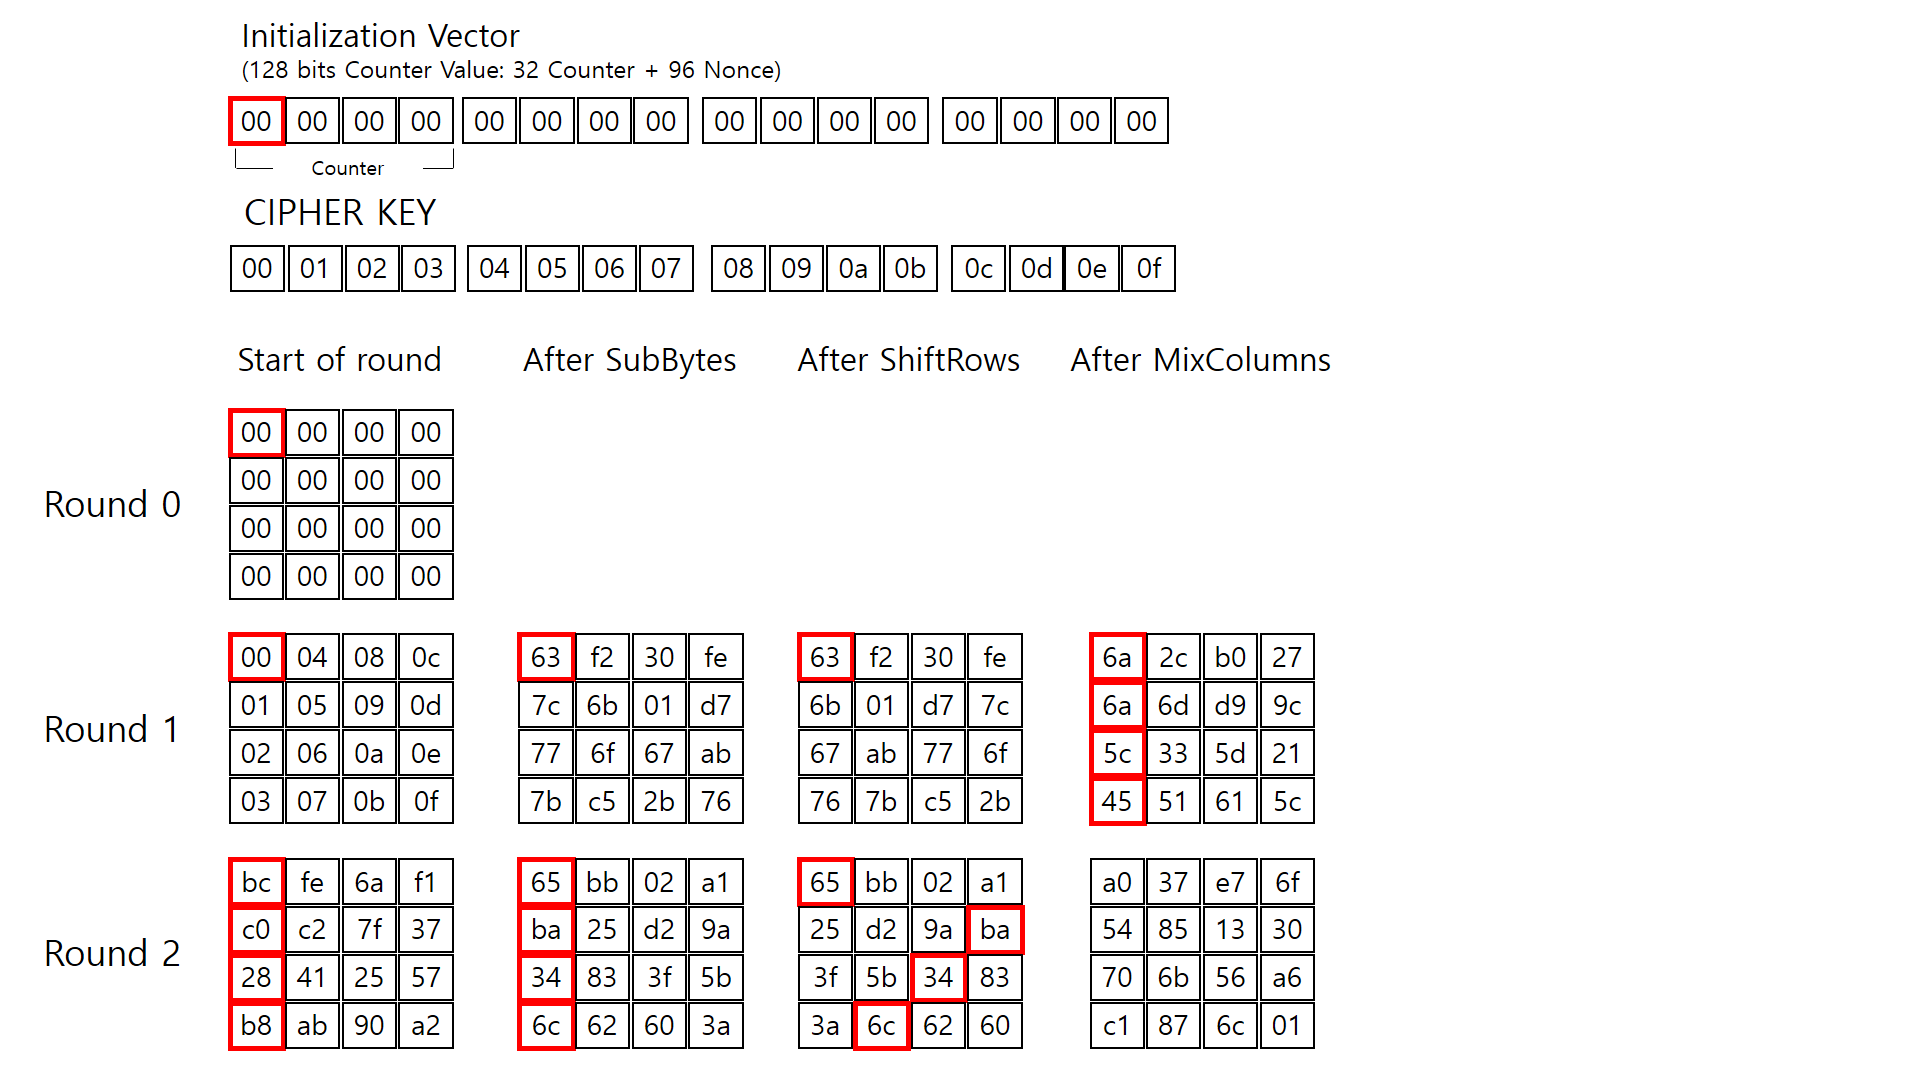 Initialization Vector
(128 bits Counter Value: 32 Counter + 96 Nonce)
00 00 00 00 00 00 00 00 00 00 00 00 00 00 00 00
Counter
CIPHER KEY
00 01 02 03 04 05 06 07 08 09 0a 0b 0c 0d 0e 0f
Start of round After SubBytes After ShiftRows After MixColumns
Round 0
00 00 00 00
00 00 00 00
00 00 00 00
00 00 00 00
Round 1
00 04 08 0c 63 f2 30 fe 63 f2 30 fe 6a 2c b0 27
01 05 09 0d 7c 6b 01 d7 6b 01 d7 7c 6a 6d d9 9c
02 06 0a 0e 77 6f 67 ab 67 ab 77 6f 5c 33 5d 21
03 07 0b 0f 7b c5 2b 76 76 7b c5 2b 45 51 61 5c
Round 2
bc fe 6a f1 65 bb 02 a1 65 bb 02 a1 a0 37 e7 6f
c0 c2 7f 37 ba 25 d2 9a 25 d2 9a ba 54 85 13 30
28 41 25 57 34 83 3f 5b 3f 5b 34 83 70 6b 56 a6
b8 ab 90 a2 6c 62 60 3a 3a 6c 62 60 c1 87 6c 01